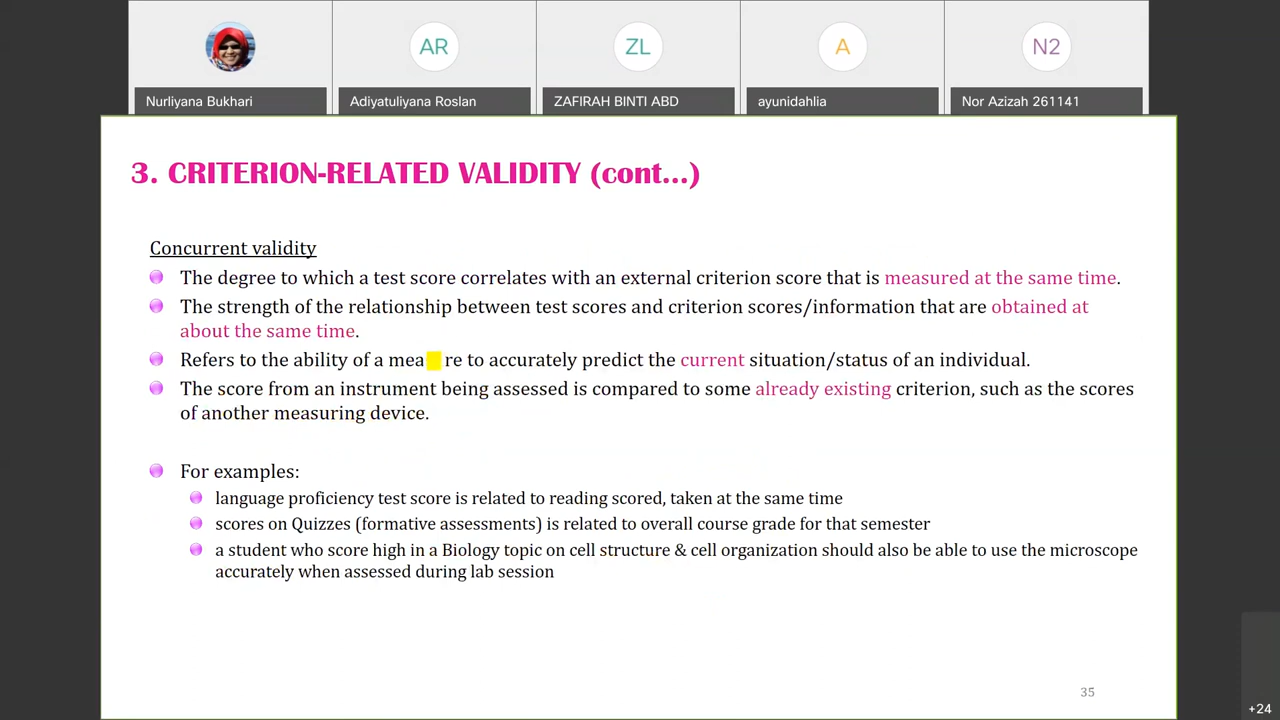 AR
ZL
A
N2
Nurliyana Bukhari
Adiyatuliyana Roslan
ZAFIRAH BINTI ABD
ayunidahlia
Nor Azizah 261141
3. CRITERION-RELATED VALIDITY (cont...)
Concurrent validity
The degree to which a test score correlates with an external criterion score that is measured at the same time.
The strength of the relationship between test scores and criterion scores/information that are obtained at
about the same time.
Refers to the ability of a mea re to accurately predict the current situation/status of an individual.
The score from an instrument being assessed is compared to some already existing criterion, such as the scores
of another measuring device.
For examples:
language proficiency test score is related to reading scored, taken at the same time
scores on Quizzes (formative assessments) is related to overall course grade for that semester
a student who score high in a Biology topic on cell structure & cell organization should also be able to use the microscope
accurately when assessed during lab session
35
+24